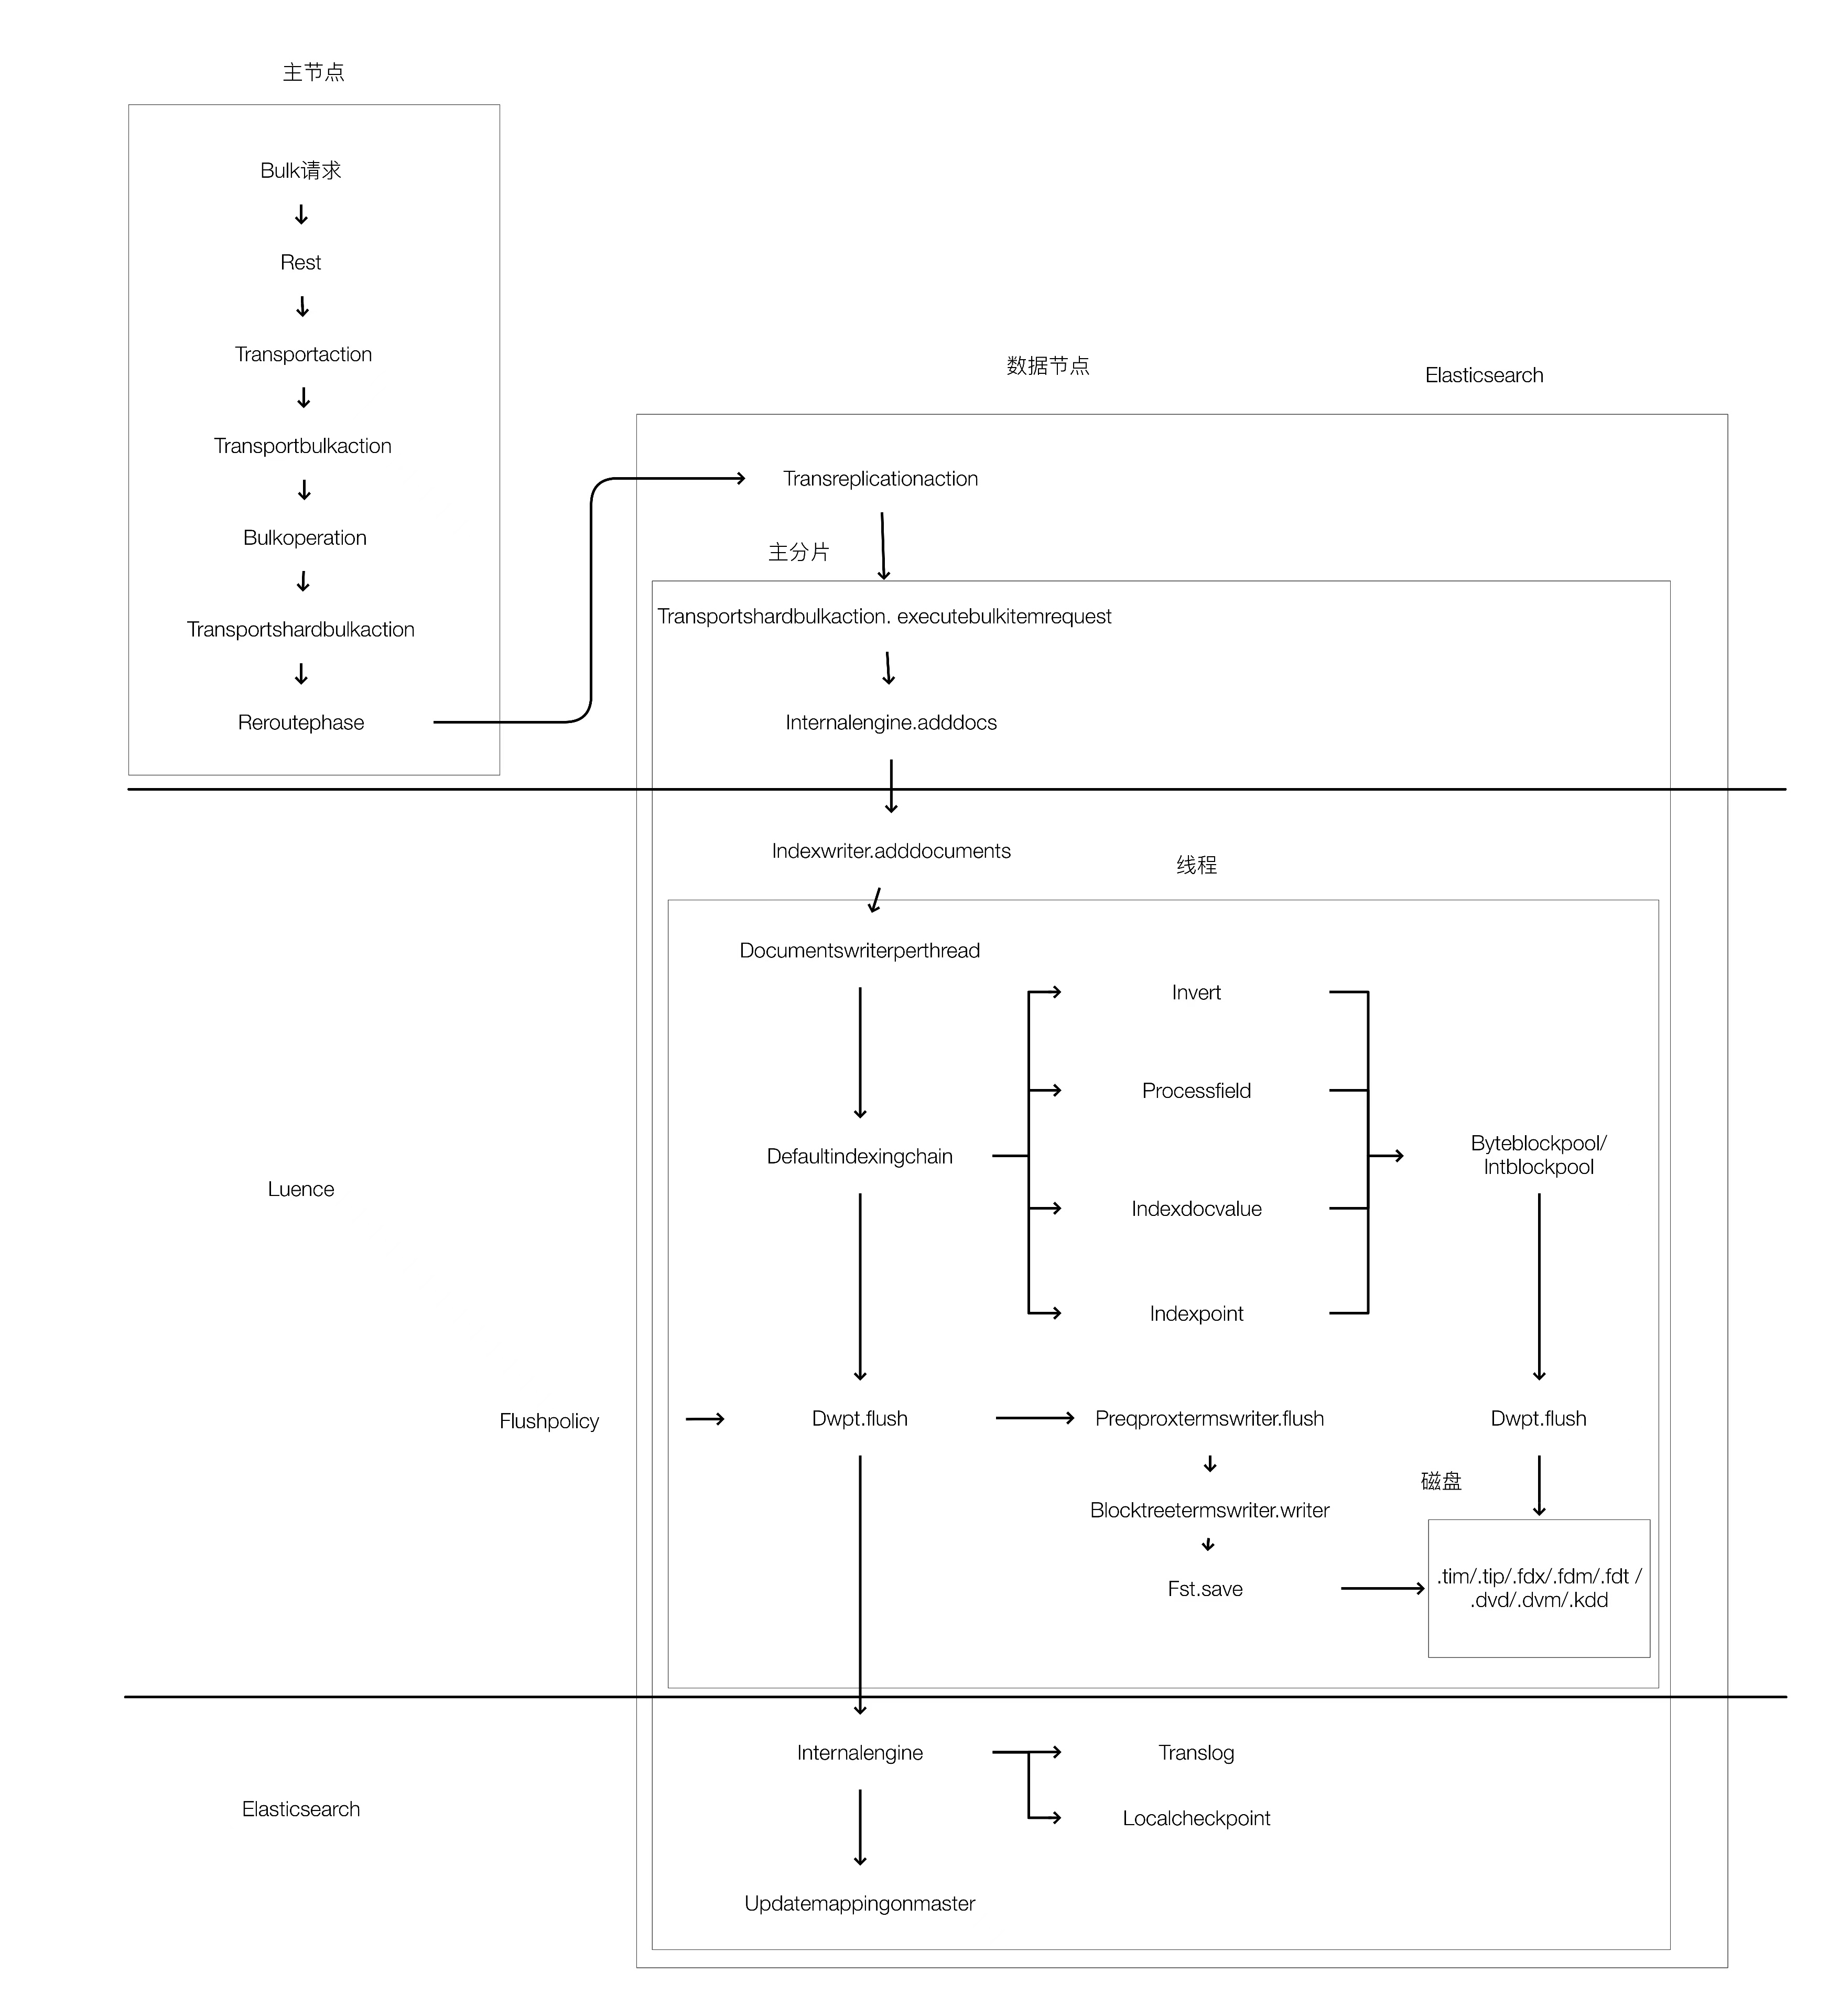 主节点
Bulk请求
Rest
Transportaction
Transportbulkaction
Bulkoperation
Transportshardbulkaction
Reroutephase
数据节点
Elasticsearch
Transreplicationaction
主分片
Transportshardbulkaction. executebulkitemrequest
Internalengine.adddocs
Indexwriter.adddocuments
线程
Documentswriterperthread
Invert
Processfield
Defaultindexingchain
Byteblockpool/
Intblockpool
Luence
Indexdocvalue
Indexpoint
Flushpolicy
Dwpt.flush
Preqproxtermswriter.flush
Dwpt.flush
磁盘
Blocktreetermswriter.writer
Fst.save
.tim/.tip/.fdx/.fdm/.fdt /
.dvd/.dvm/.kdd
Internalengine
Translog
Elasticsearch
Localcheckpoint
Updatemappingonmaster